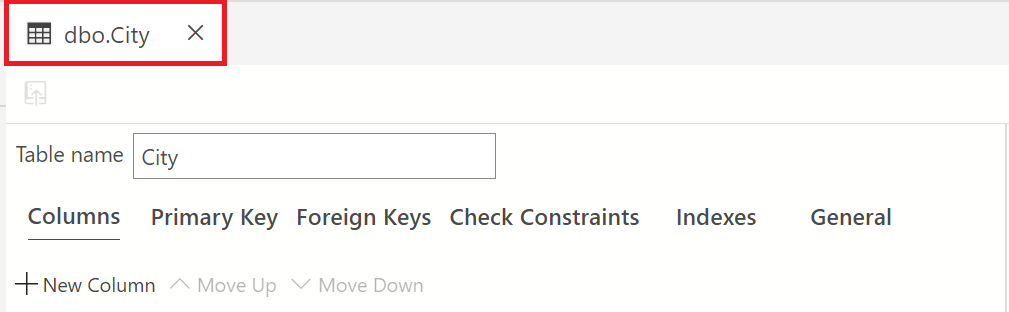 dbo.City
Table name City
Columns Primary Key Foreign Keys Check Constraints Indexes General
New Column Move Up Move Down